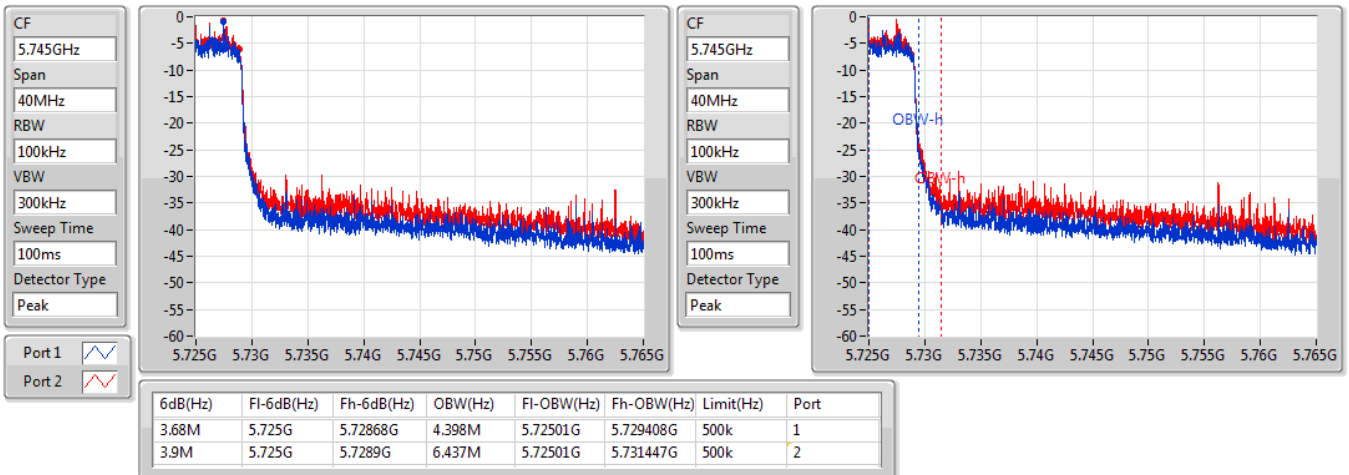 CF
5.745GHz
Span
40MHz
RBW
100kHz
VBW
300kHz
Sweep Time
100ms
Detector Type
Peak
Port 1
Port 2
0-
-5-
-10-
-15-
-20-
-25-
-30-
-35-
-40-
-45-
-50-
-55-
-60-
5.725G 5.73G 5.735G 5.74G 5.745G 5.75G 5.755G 5.76G 5.765G
CF
5.745GHz
Span
40MHz
RBW
100kHz
VBW
300kHz
Sweep Time
100ms
Detector Type
Peak
0-
-5-
-10-
-15-
-20-
-25-
-30-
-35-
-40-
-45-
-50-
-55-
-60-
OBW-h
OBW-h
5.725G 5.73G 5.735G 5.74G 5.745G 5.75G 5.755G 5.76G 5.765G
6dB(Hz) Fl-6dB(Hz) Fh-6dB(Hz) OBW(Hz) Fl-OBW(Hz) Fh-OBW(Hz) Limit(Hz) Port
3.68M 5.725G 5.72868G 4.398M 5.72501G 5.729408G 500k 1
3.9M 5.725G 5.7289G 6.437M 5.72501G 5.731447G 500k 2